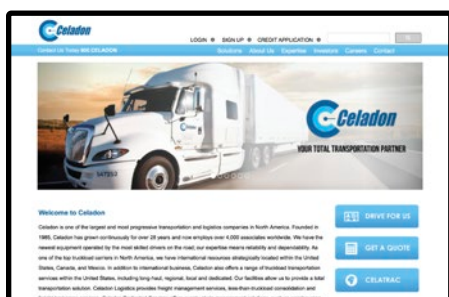 Celadon
LOGIN SIGN UP CREDIT APPLICATION
Contact Us Today 800.CELADON
Solutions About Us Expertise Investors Careers Contact
Celadon
YOUR TOTAL TRANSPORTATION PARTNER
Welcome to Celadon
Celadon is one of the largest and most progressive transportation and logistics companies in North America. Founded in
1985, Celadon has grown continuously for over 25 years and now employs over 4,000 associates worldwide. We have the
newest equipment operated by the most skilled drivers on the road; our expertise means reliability and dependability. As
one of the top truckload carriers in North America, we have international resources strategically located within the United
States, Canada, and Mexico. In addition to international business, Celadon also offers a range of truckload transportation
services within the United States, including long haul, regional, local and dedicated. Our facilities allow us to provide a total
transportation solution. Celadon Logistics provides freight management services, less-than-truckload consolidation and
DRIVE FOR US
GET A QUOTE
CELATRAC